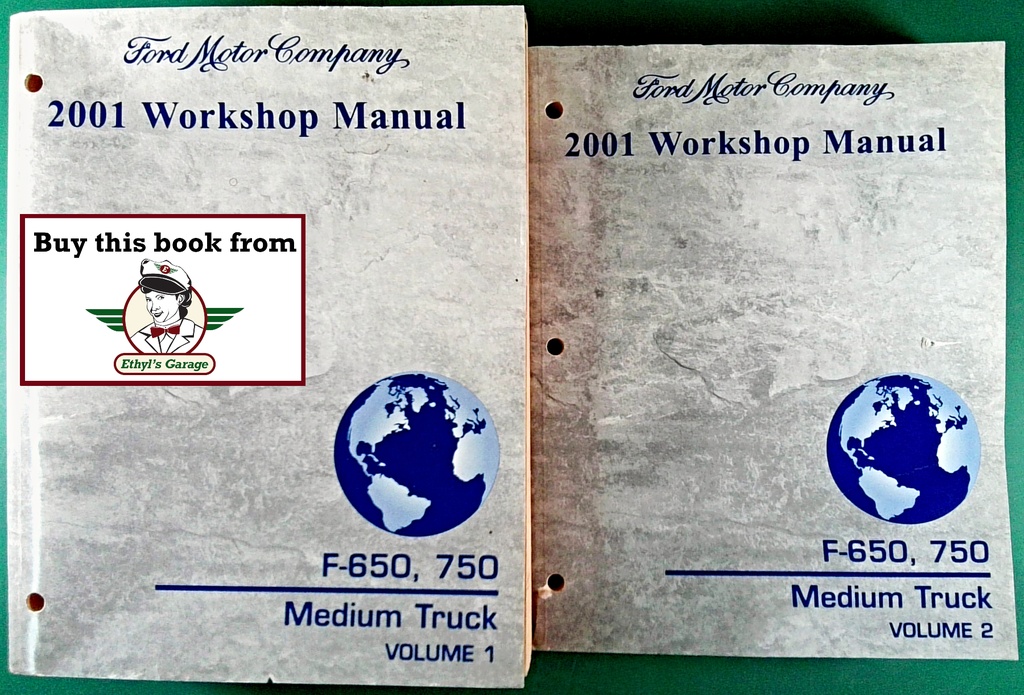 Ford Motor Company
2001 Workshop Manual
Buy this book from
E
Ethyl's Garage
F-650, 750
Medium Truck
VOLUME 1
Ford Motor Company
2001 Workshop Manual
F-650, 750
Medium Truck
VOLUME 2